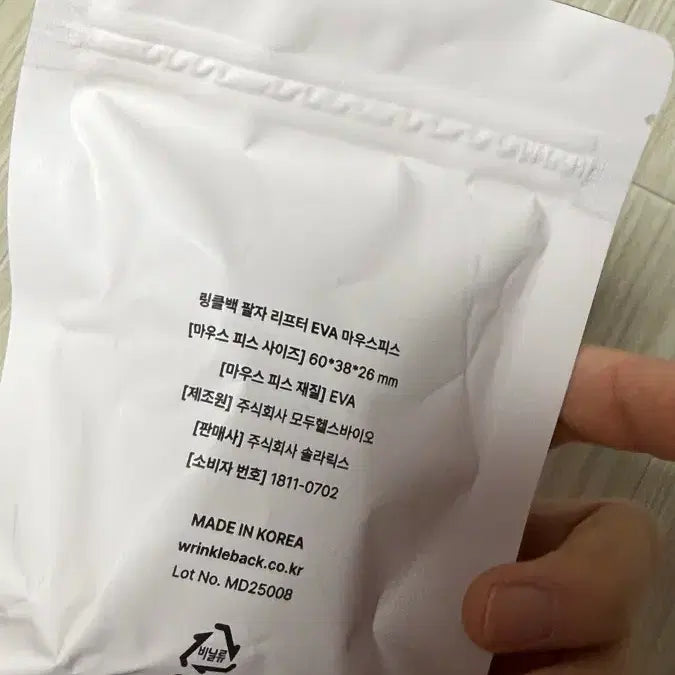 링클백 팔자 리프터 EVA 마우스피스
[마우스 피스 사이즈] 60*38*26 mm
[마우스 피스 재질] EVA
[제조원] 주식회사 모두헬스바이오
[판매사] 주식회사 솔라릭스
[소비자 번호] 1811-0702
MADE IN KOREA
wrinkleback.co.kr
Lot No. MD25008
비닐류